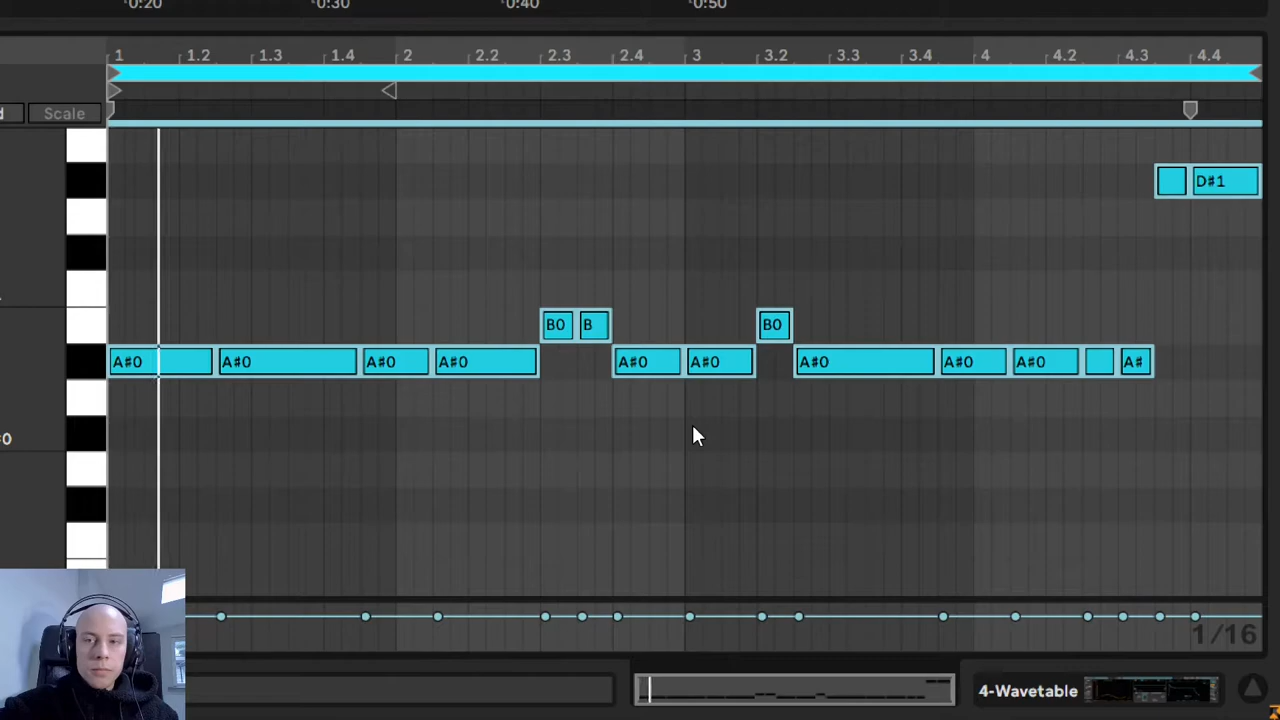 0:20 0:30 0:40 0:50
1 1.2 1.3 1.4 2 2.2 2.3 2.4 3 3.2 3.3 3.4 4 4.2 4.3 4.4
d Scale
D#1
B0 B B0
A#0 A#0 A#0 A#0 A#0 A#0 A#0 A#0 A#0 A#
#0
1/16
4-Wavetable